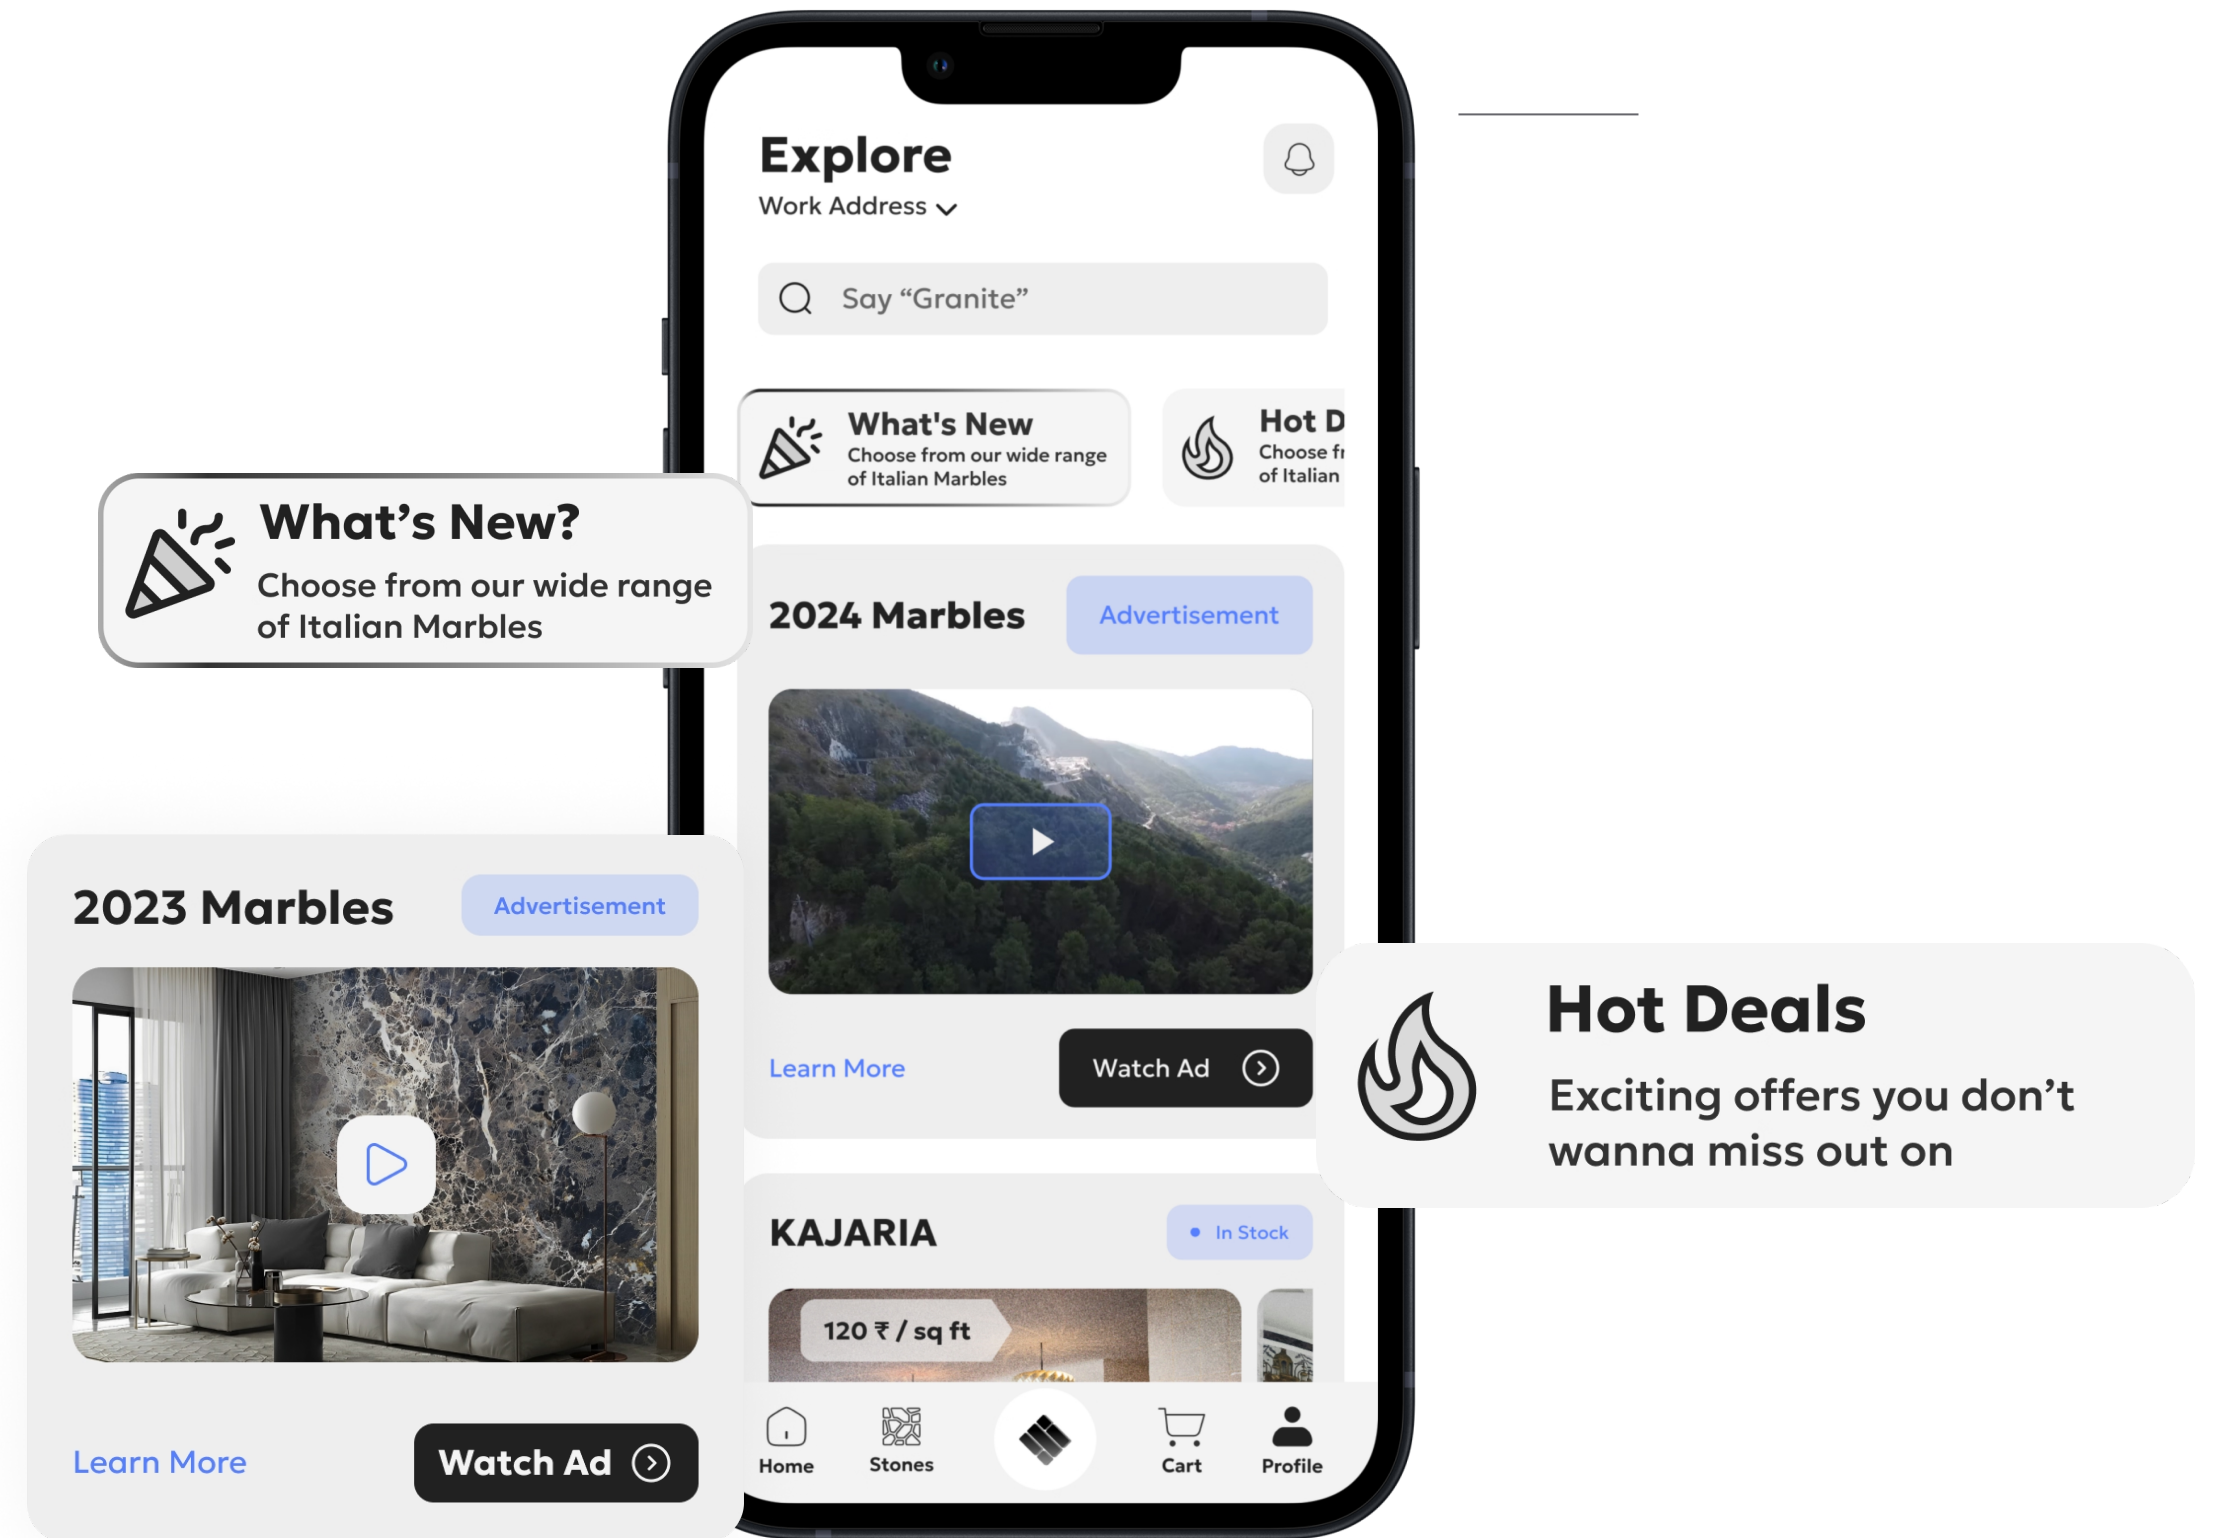 Explore
Work Address
Say “Granite”
What's New
Choose from our wide range
of Italian Marbles
Hot D
Choose fr
of Italian
What’s New?
Choose from our wide range
of Italian Marbles
2024 Marbles
Advertisement
Learn More
Watch Ad
2023 Marbles
Advertisement
Learn More
Watch Ad
Hot Deals
Exciting offers you don’t
wanna miss out on
KAJARIA
In Stock
120 ₹ / sq ft
Home
Stones
Cart
Profile